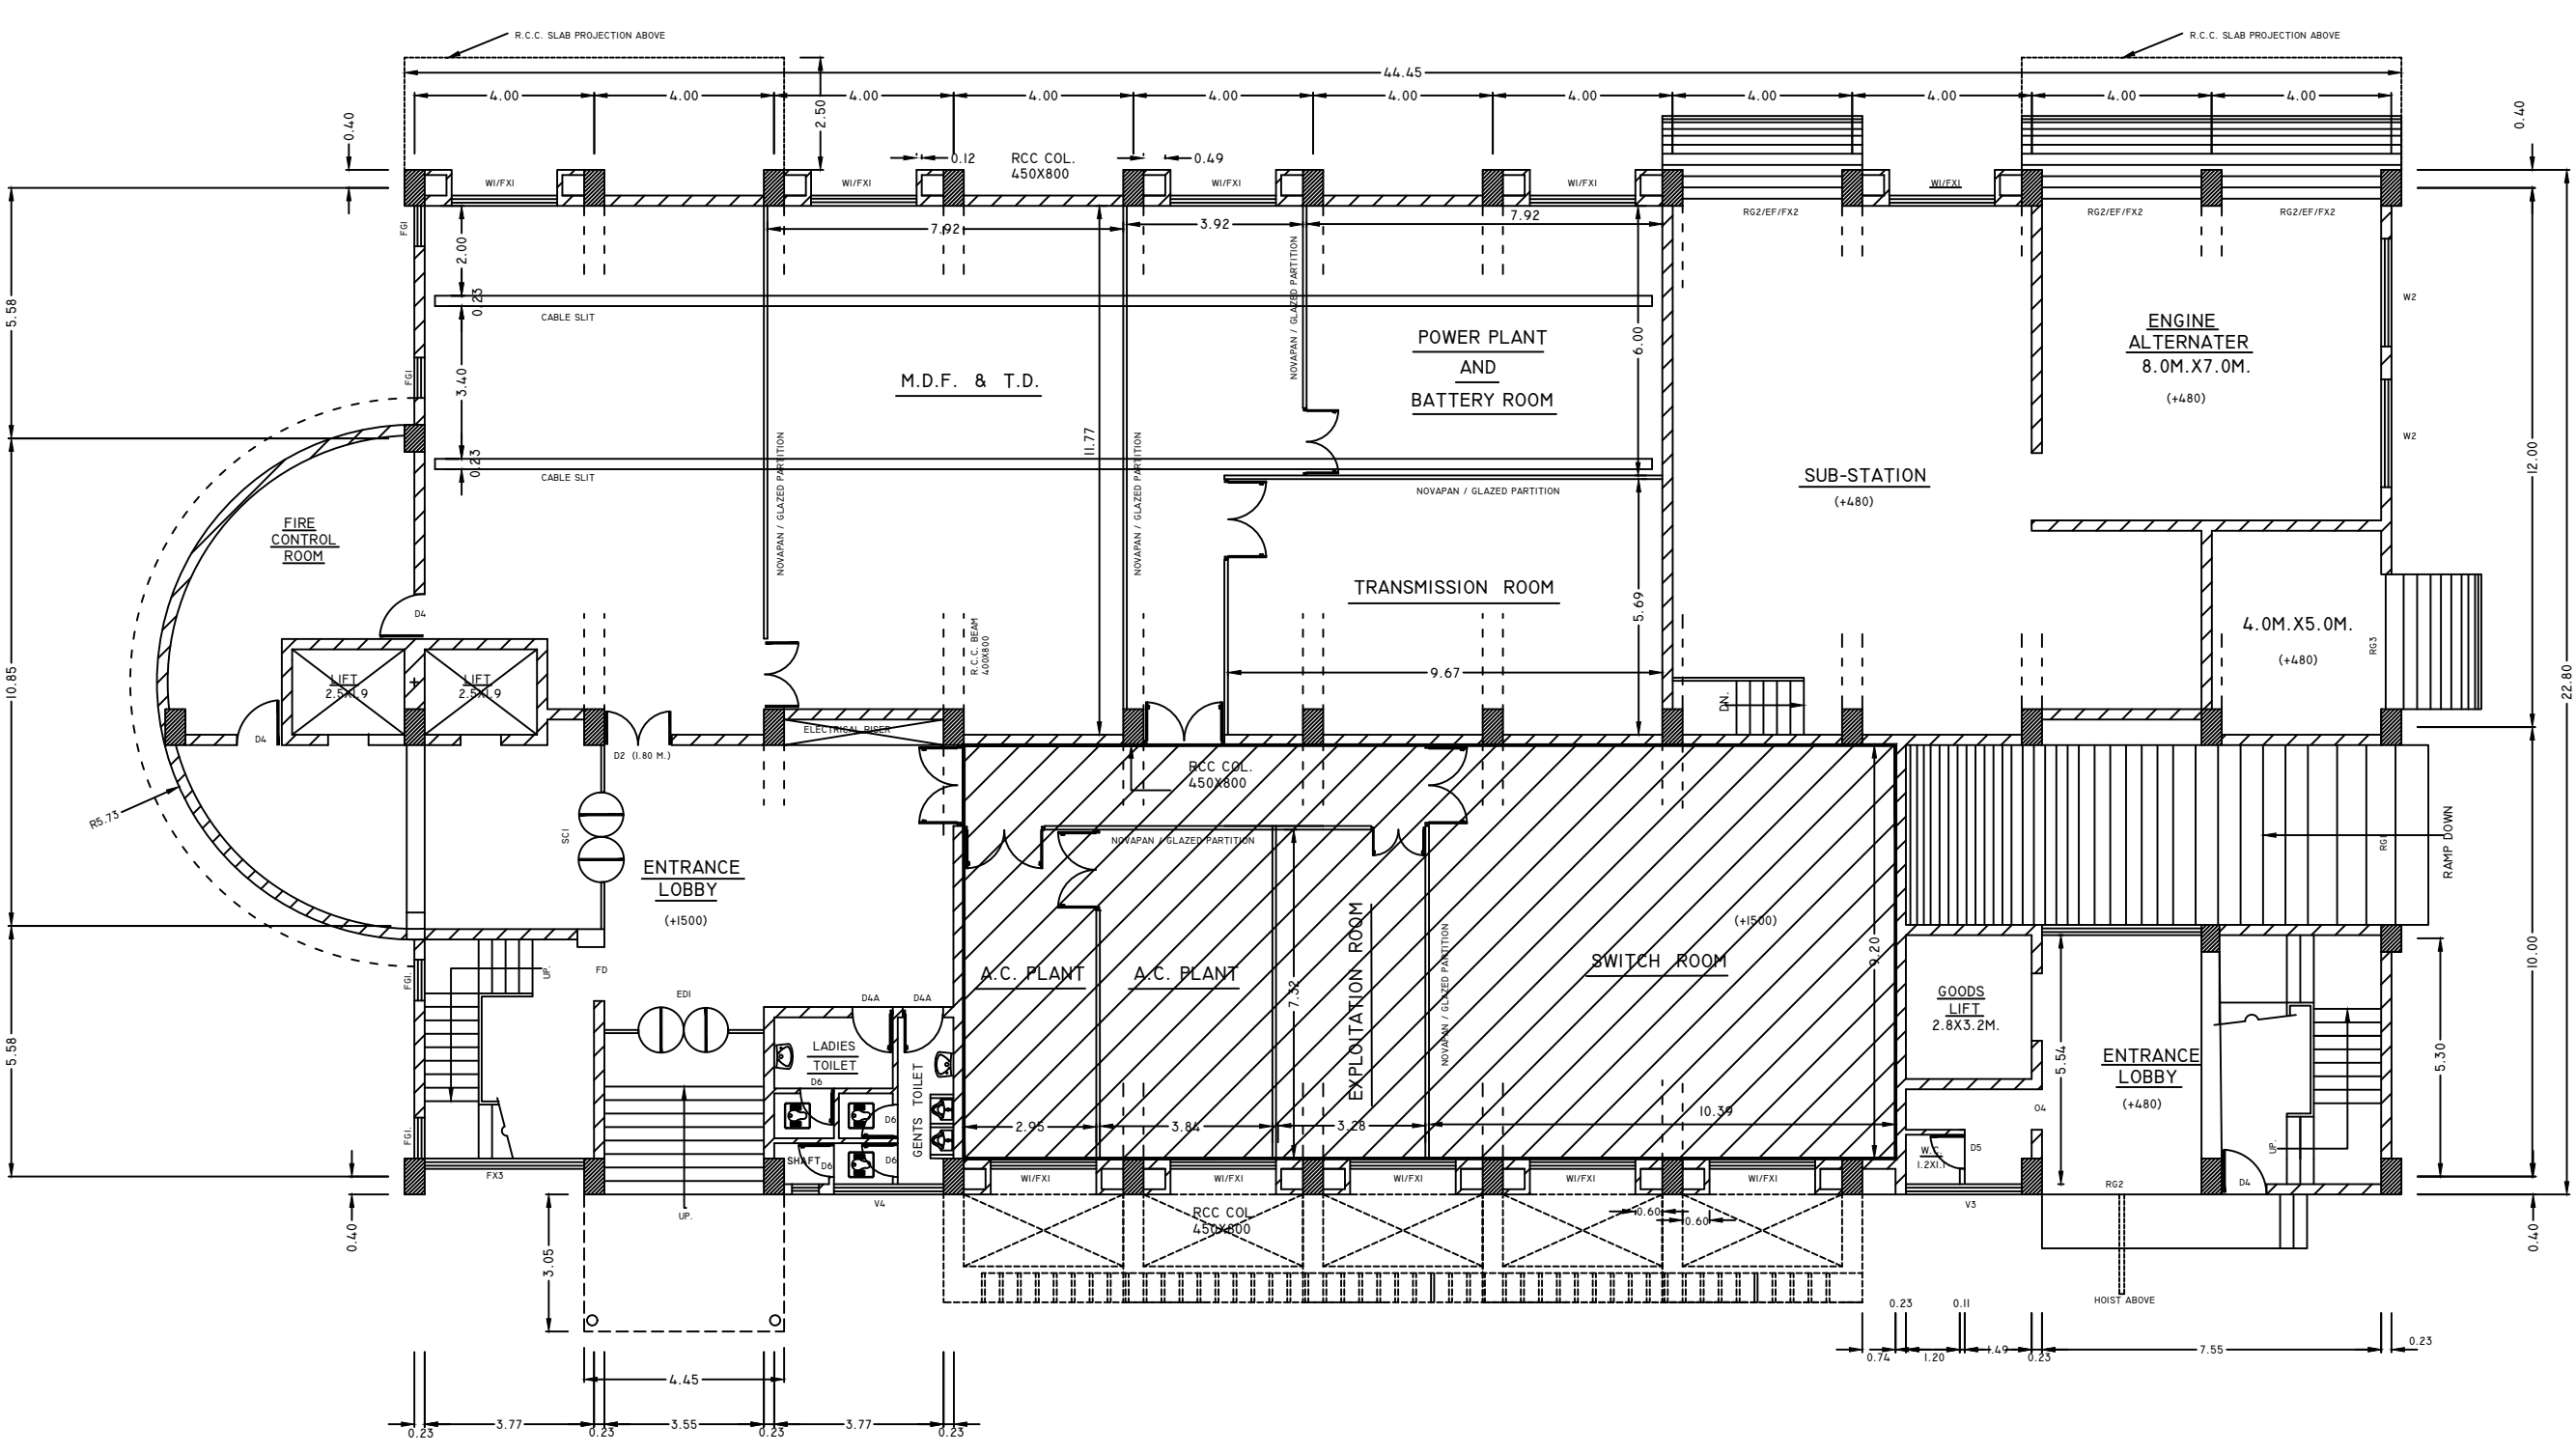 R.C.C. SLAB PROJECTION ABOVE
R.C.C. SLAB PROJECTION ABOVE
44.45
4.00
4.00
4.00
4.00
4.00
4.00
4.00
4.00
4.00
4.00
4.00
2.50
0.40
0.40
0.12
RCC COL.
450X800
0.49
WI/FXI
WI/FXI
WI/FXI
WI/FXI
WI/FXI
RG2/EF/FX2
RG2/EF/FX2
RG2/EF/FX2
FGI
2.00
7.92
3.92
7.92
5.58
0.23
CABLE SLIT
NOVAPAN / GLAZED PARTITION
POWER PLANT
AND
BATTERY ROOM
6.00
ENGINE
ALTERNATER
8.0M.X7.0M.
(+480)
W2
W2
FGI
3.40
M.D.F. & T.D.
11.77
0.23
CABLE SLIT
NOVAPAN / GLAZED PARTITION
NOVAPAN / GLAZED PARTITION
NOVAPAN / GLAZED PARTITION
SUB-STATION
(+480)
12.00
FIRE
CONTROL
ROOM
TRANSMISSION ROOM
5.69
D4
4.0M.X5.0M.
(+480)
RG3
22.80
R.C.C. BEAM
400X800
9.67
10.85
LIFT
2.5X1.9
LIFT
2.5X1.9
DN.
D4
D2 (1.80 M.)
ELECTRICAL RISER
RCC COL.
450X800
R5.73
SCI
NOVAPAN / GLAZED PARTITION
RG1
RAMP DOWN
ENTRANCE
LOBBY
(+1500)
EXPLOITATION ROOM
(+1500)
9.20
NOVAPAN / GLAZED PARTITION
SWITCH ROOM
A.C. PLANT
A.C. PLANT
7.32
10.00
UP.
FD
FGI.
EDI
D4A
D4A
GOODS
LIFT
2.8X3.2M.
LADIES
TOILET
5.58
5.54
ENTRANCE
LOBBY
(+480)
5.30
D6
GENTS TOILET
D6
D6
D6
SHAFT
2.95
3.84
3.28
10.39
O4
FGI.
W.C.
1.2X1.1
D5
UP.
FX3
WI/FXI
WI/FXI
WI/FXI
WI/FXI
WI/FXI
RG2
D4
V4
V3
UP.
0.40
3.05
RCC COL.
450X800
0.60
0.60
0.40
HOIST ABOVE
0.23
0.11
0.74
1.20
1.49
0.23
7.55
0.23
4.45
3.77
3.55
3.77
0.23
0.23
0.23
0.23